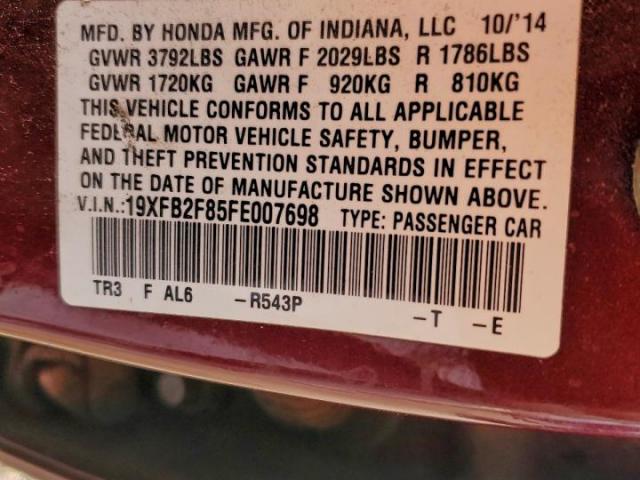 MFD. BY HONDA MFG. OF INDIANA, LLC 10/'14
GVWR 3792LBS GAWR F 2029LBS R 1786LBS
GVWR 1720KG GAWR F 920KG R 810KG
THIS VEHICLE CONFORMS TO ALL APPLICABLE
FEDERAL MOTOR VEHICLE SAFETY, BUMPER,
AND THEFT PREVENTION STANDARDS IN EFFECT
ON THE DATE OF MANUFACTURE SHOWN ABOVE.
V.I.N.:19XFB2F85FE007698 TYPE: PASSENGER CAR
TR3 F AL6 -R543P -T -E